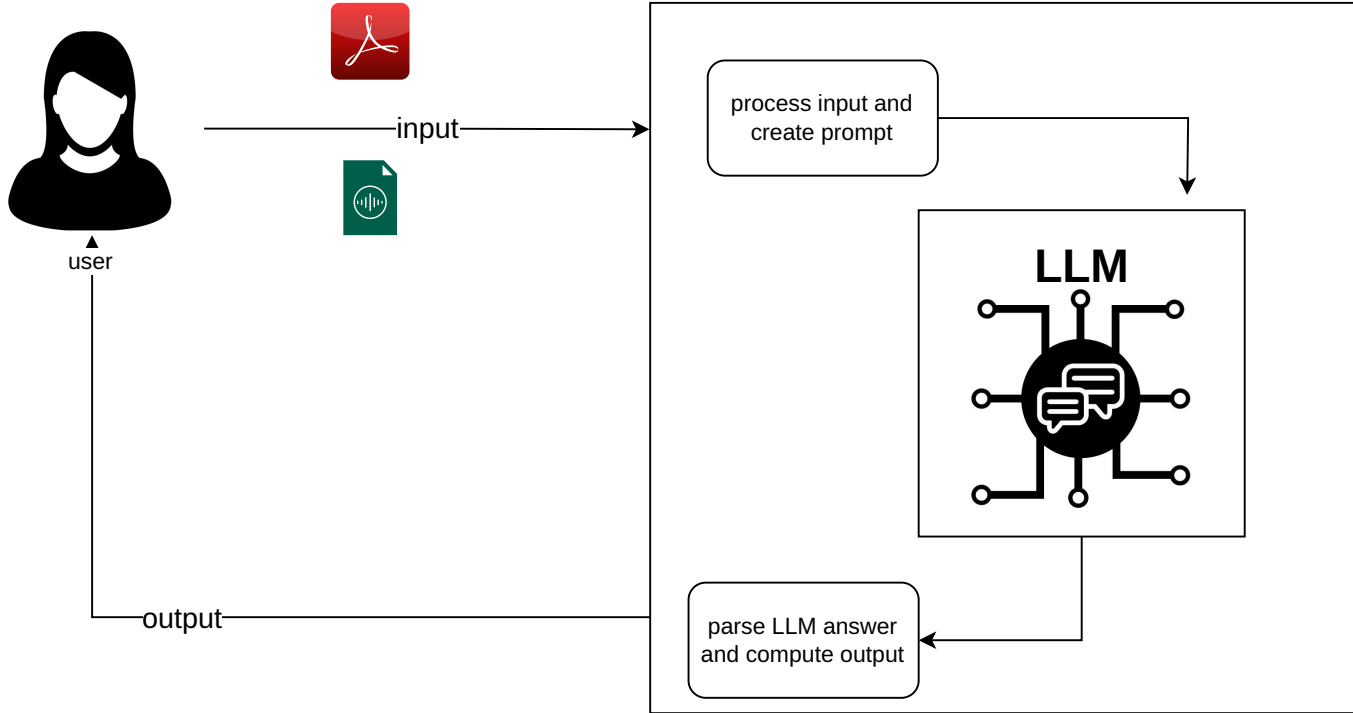 input
process input and
create prompt
user
LLM
output
parse LLM answer
and compute output